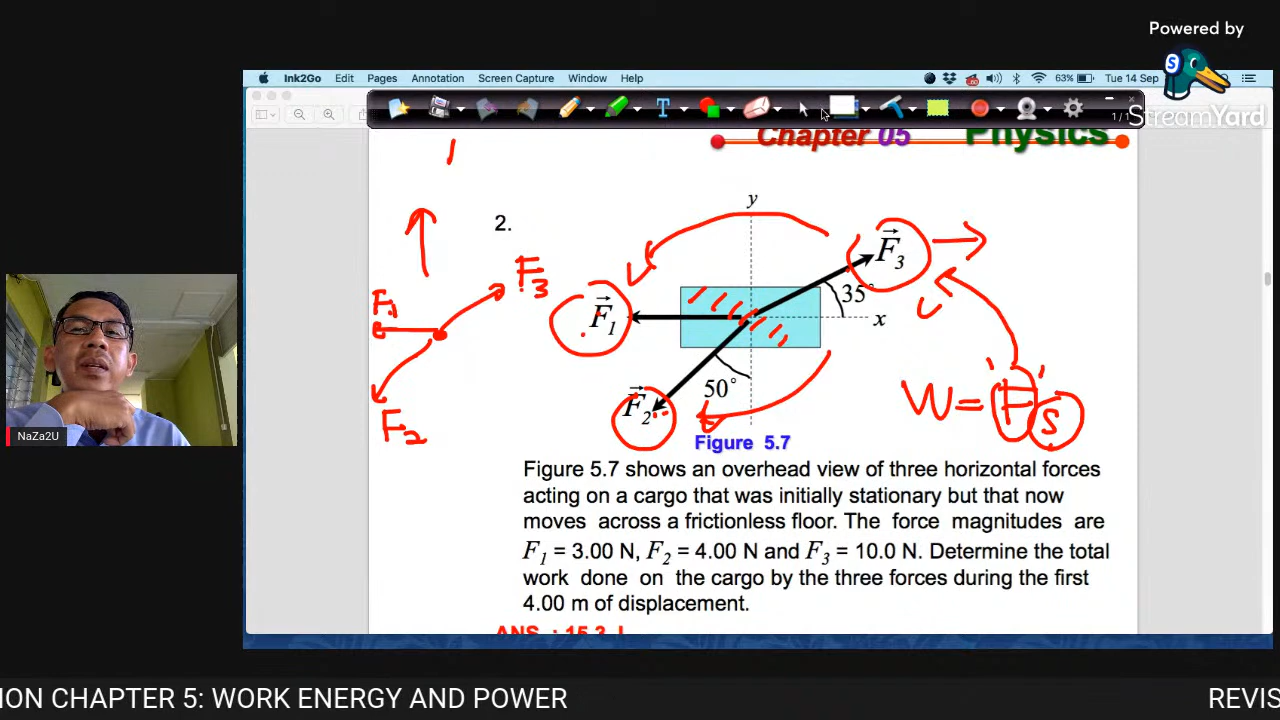 Powered by
StreamYard
Ink2Go Edit Pages Annotation Screen Capture Window Help
63% Tue 14 Sep
1 / 1
Chapter 05 Physics
2.
y
F3
35°
x
F1
50°
F2
F3
F1
F2
W = F s
Figure 5.7
Figure 5.7 shows an overhead view of three horizontal forces
acting on a cargo that was initially stationary but that now
moves across a frictionless floor. The force magnitudes are
F1 = 3.00 N, F2 = 4.00 N and F3 = 10.0 N. Determine the total
work done on the cargo by the three forces during the first
4.00 m of displacement.
ANS. : 15.3 J
NaZa2U
ION CHAPTER 5: WORK ENERGY AND POWER
REVIS